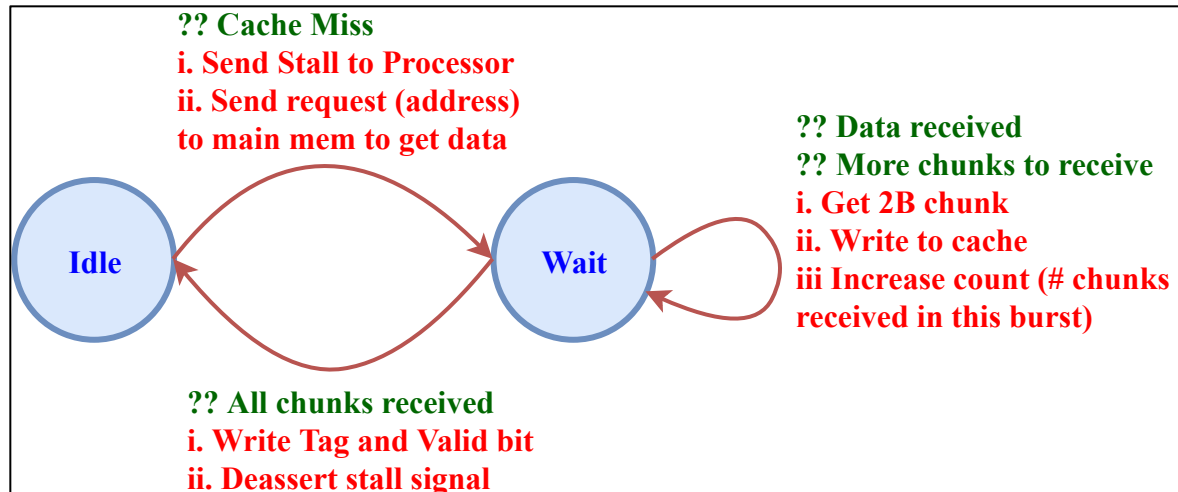 ?? Cache Miss
i. Send Stall to Processor
ii. Send request (address)
to main mem to get data
?? Data received
?? More chunks to receive
i. Get 2B chunk
ii. Write to cache
iii Increase count (# chunks
received in this burst)
Idle
Wait
?? All chunks received
i. Write Tag and Valid bit
ii. Deassert stall signal